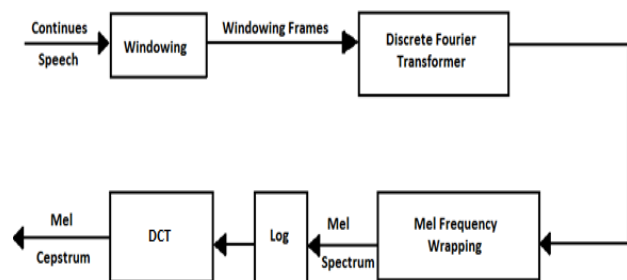 Continues
Speech
Windowing
Windowing Frames
Discrete Fourier
Transformer
Mel Frequency
Wrapping
Mel
Spectrum
Log
DCT
Mel
Cepstrum